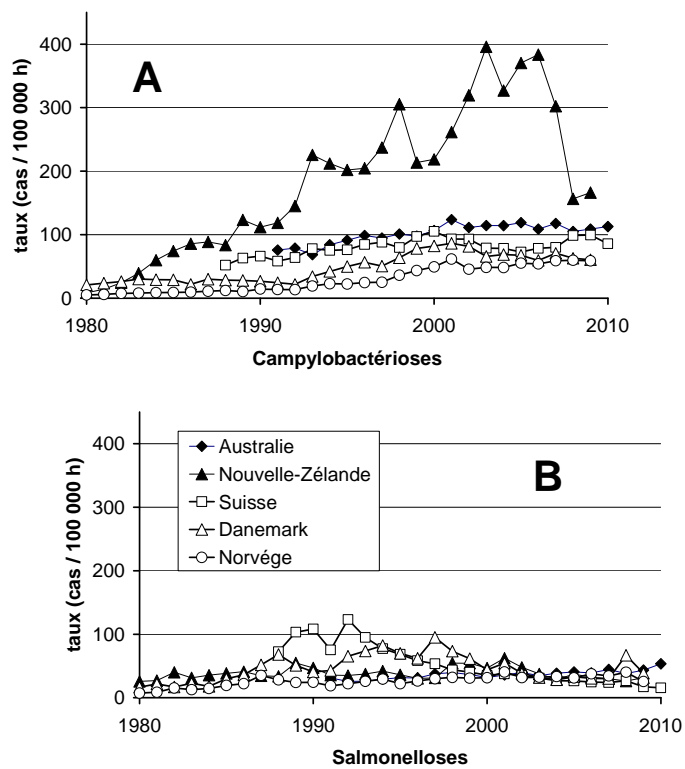 400
A
300
200
100
0
1980 1990 2000 2010
taux (cas / 100 000 h)
Campylobactérioses
400
Australie
Nouvelle-Zélande
B
300
Suisse
Danemark
Norvége
200
100
0
1980 1990 2000 2010
taux (cas / 100 000 h)
Salmonelloses